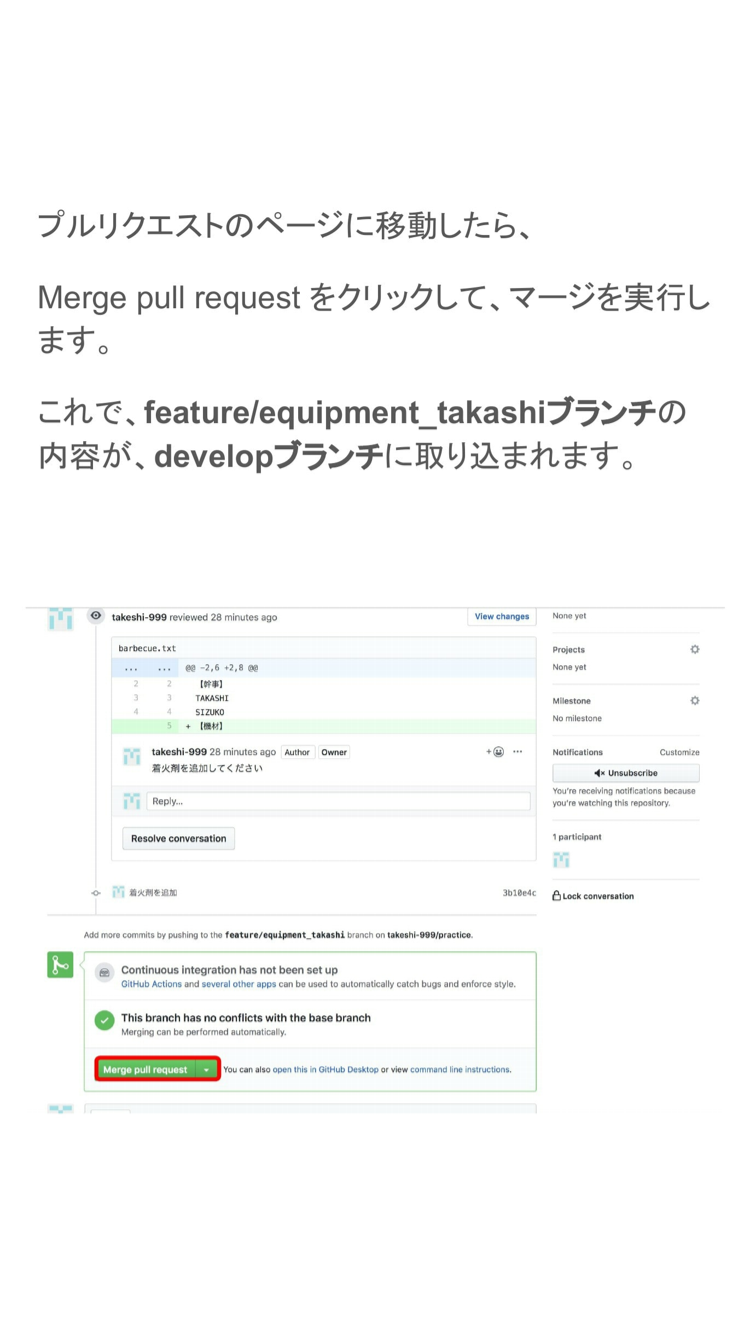 プルリクエストのページに移動したら、
Merge pull request をクリックして、マージを実行し
ます。
これで、feature/equipment_takashiブランチの
内容が、developブランチに取り込まれます。
takeshi-999 reviewed 28 minutes ago
View changes
barbecue.txt
... ... @@ -2,6 +2,8 @@
2 2 【幹事】
3 3 TAKASHI
4 4 SIZUKO
5 + 【機材】
takeshi-999 28 minutes ago Author Owner
着火剤を追加してください
Reply...
Resolve conversation
着火剤を追加 3b10e4c
None yet
Projects
None yet
Milestone
No milestone
Notifications Customize
Unsubscribe
You're receiving notifications because
you're watching this repository.
1 participant
Lock conversation
Add more commits by pushing to the feature/equipment_takashi branch on takeshi-999/practice.
Continuous integration has not been set up
GitHub Actions and several other apps can be used to automatically catch bugs and enforce style.
This branch has no conflicts with the base branch
Merging can be performed automatically.
Merge pull request
You can also open this in GitHub Desktop or view command line instructions.